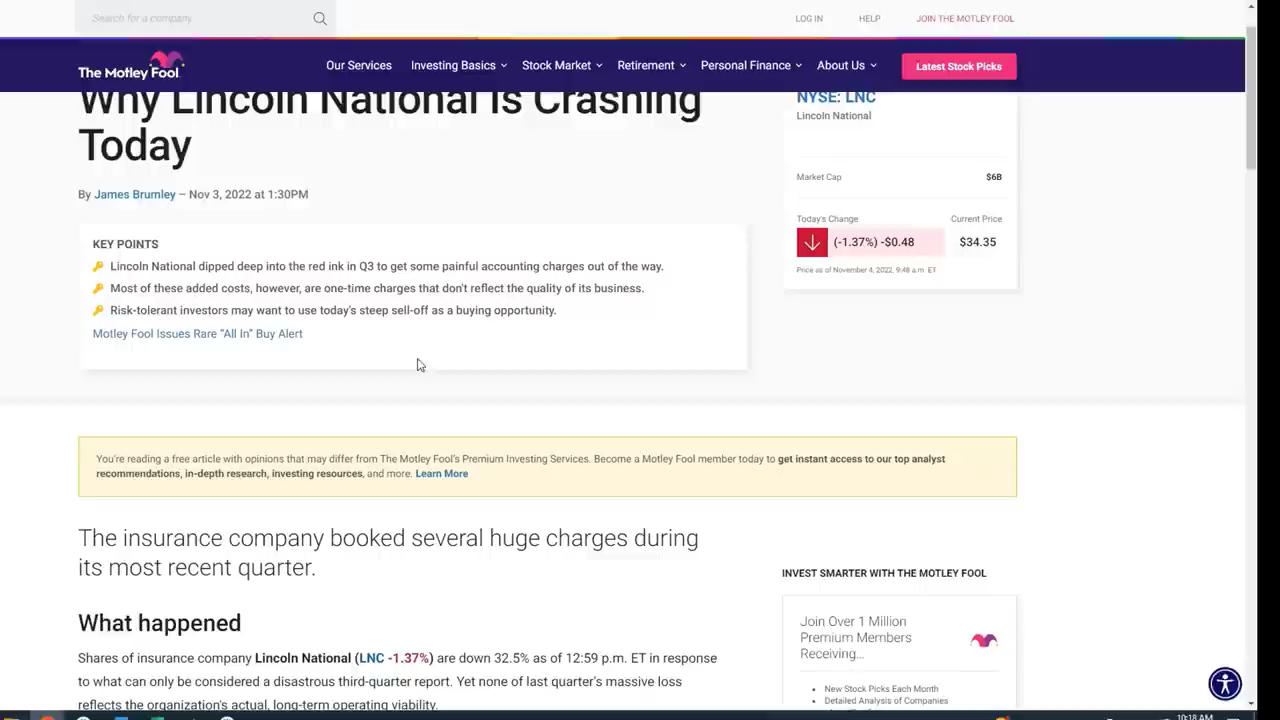 Search for a company
LOG IN
HELP
JOIN THE MOTLEY FOOL
The Motley Fool.
Our Services
Investing Basics
Stock Market
Retirement
Personal Finance
About Us
Latest Stock Picks
Why Lincoln National Is Crashing
Today
By James Brumley – Nov 3, 2022 at 1:30PM
KEY POINTS
Lincoln National dipped deep into the red ink in Q3 to get some painful accounting charges out of the way.
Most of these added costs, however, are one-time charges that don't reflect the quality of its business.
Risk-tolerant investors may want to use today's steep sell-off as a buying opportunity.
Motley Fool Issues Rare “All In” Buy Alert
NYSE: LNC
Lincoln National
Market Cap
$6B
Today's Change
Current Price
(-1.37%) -$0.48
$34.35
Price as of November 4, 2022, 9:48 a.m. ET
You're reading a free article with opinions that may differ from The Motley Fool's Premium Investing Services. Become a Motley Fool member today to get instant access to our top analyst
recommendations, in-depth research, investing resources, and more. Learn More
The insurance company booked several huge charges during
its most recent quarter.
What happened
Shares of insurance company Lincoln National (LNC -1.37%) are down 32.5% as of 12:59 p.m. ET in response
to what can only be considered a disastrous third-quarter report. Yet none of last quarter's massive loss
reflects the organization's actual, long-term operating viability.
INVEST SMARTER WITH THE MOTLEY FOOL
Join Over 1 Million
Premium Members
Receiving...
New Stock Picks Each Month
Detailed Analysis of Companies
10:18 AM